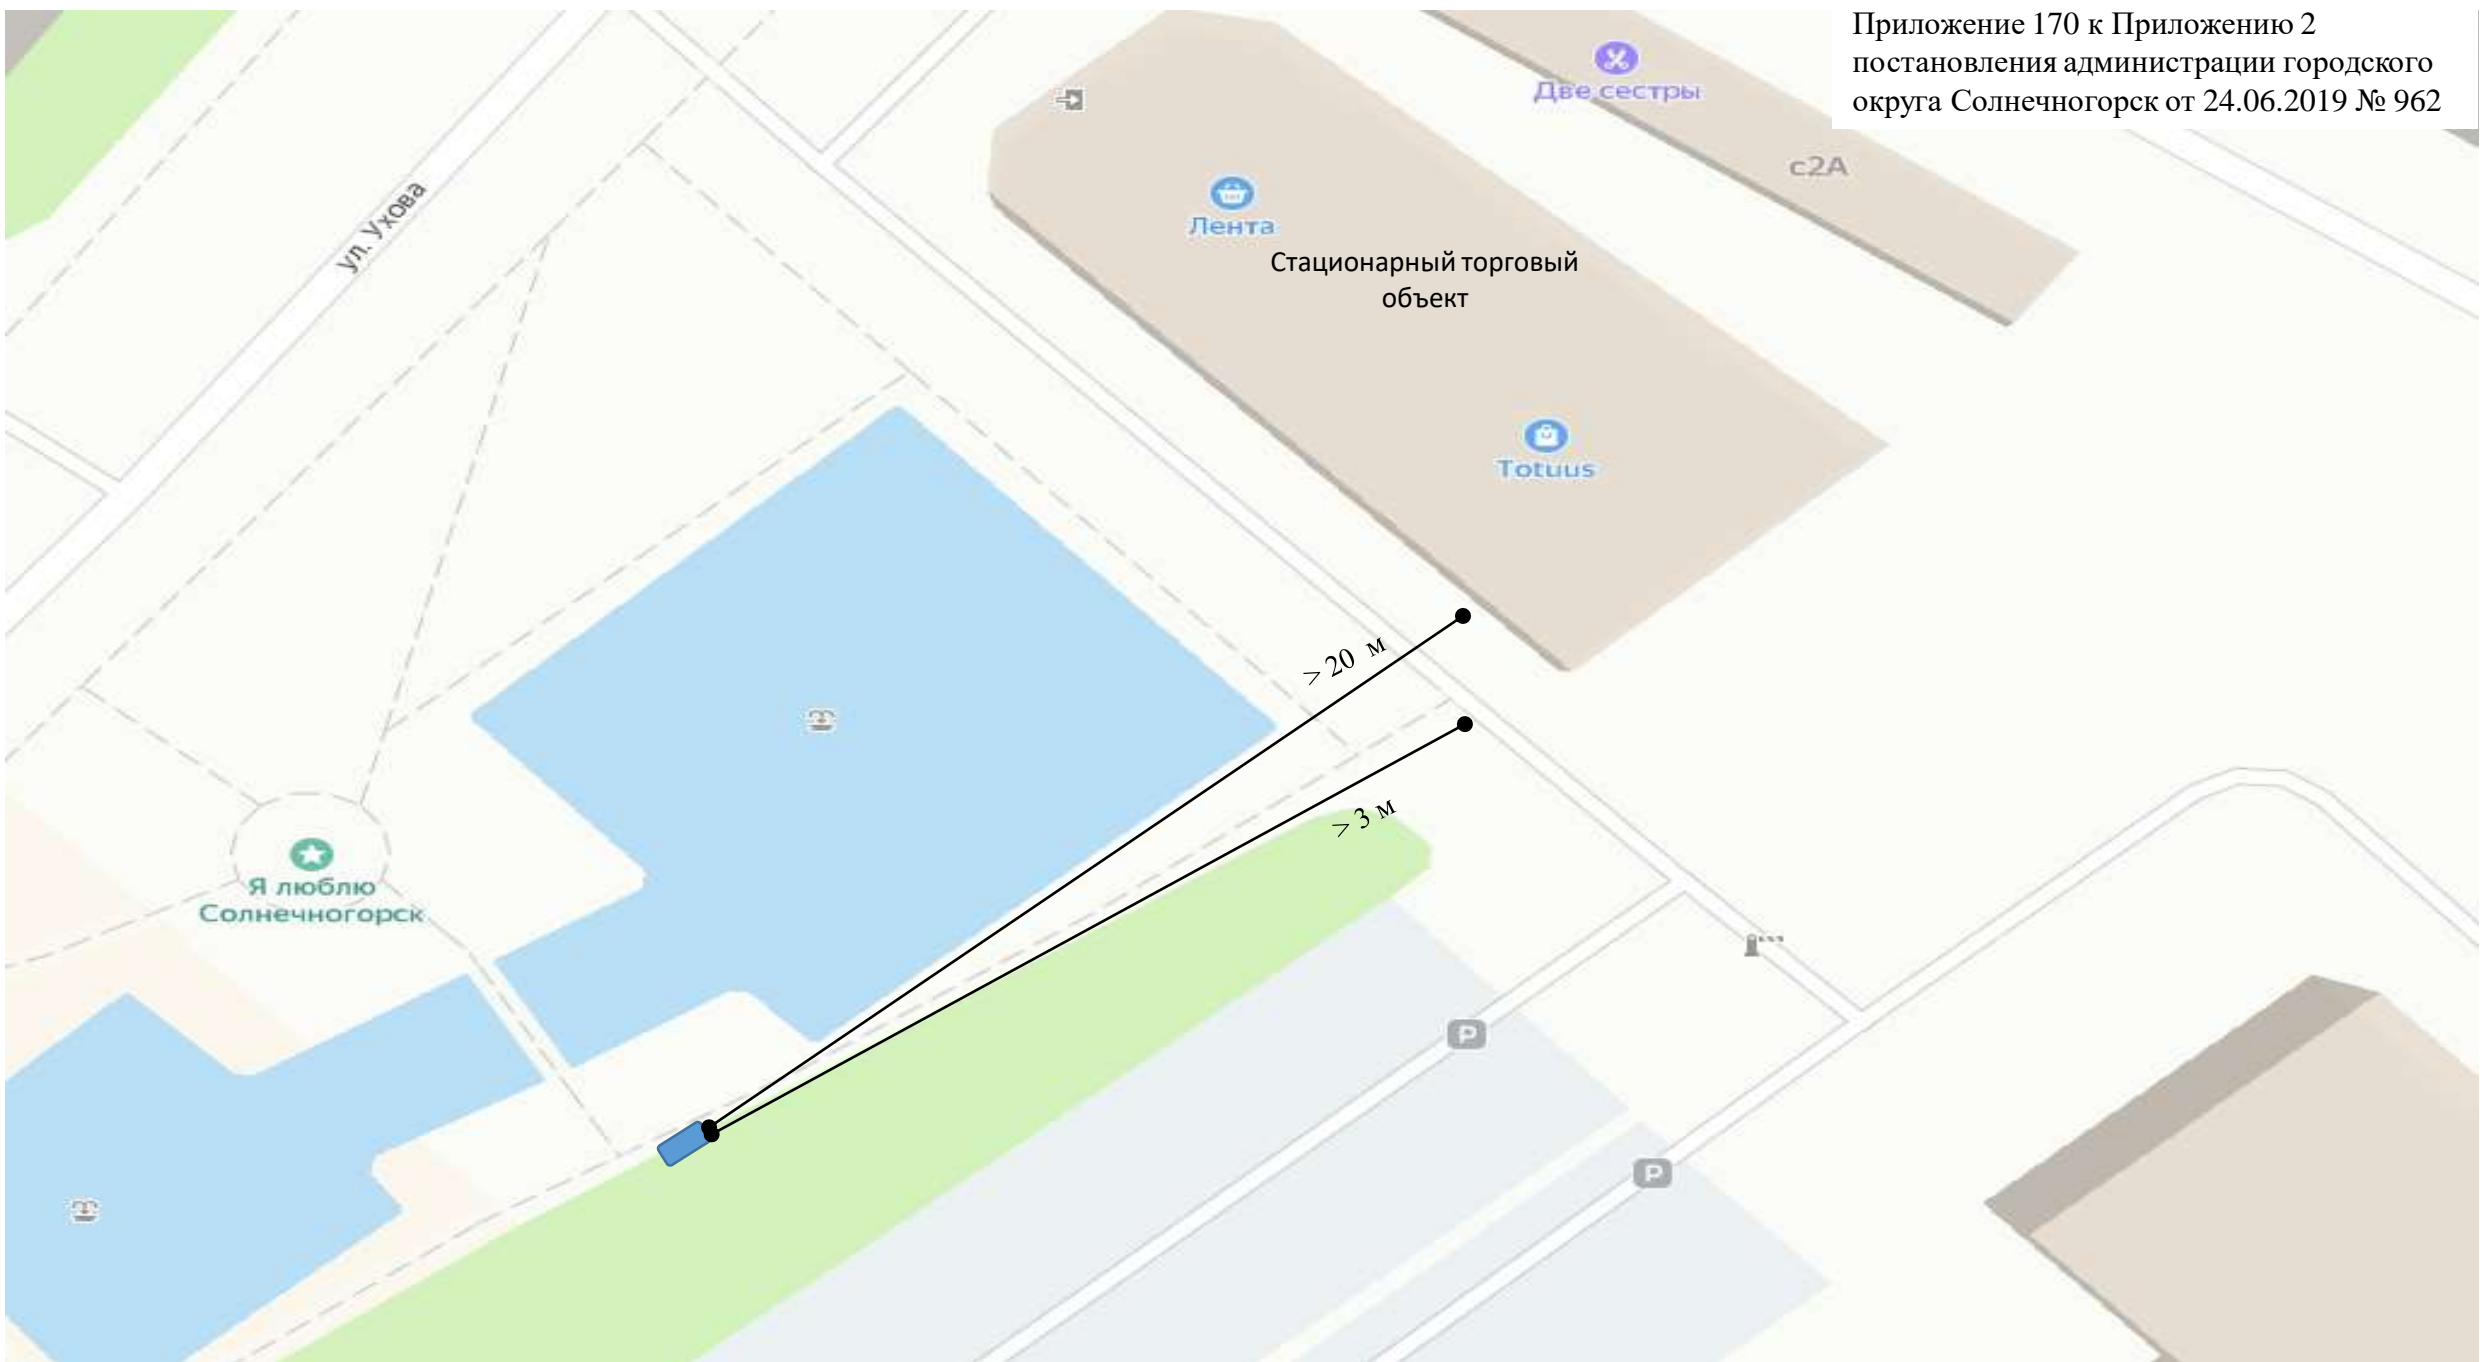 Приложение 170 к Приложению 2
постановления администрации городского
округа Солнечногорск от 24.06.2019 № 962
Две сестры
с2А
ул. Ухова
Лента
Стационарный торговый
объект
Totuus
> 20 м
> 3 м
Я люблю
Солнечногорск
P
P